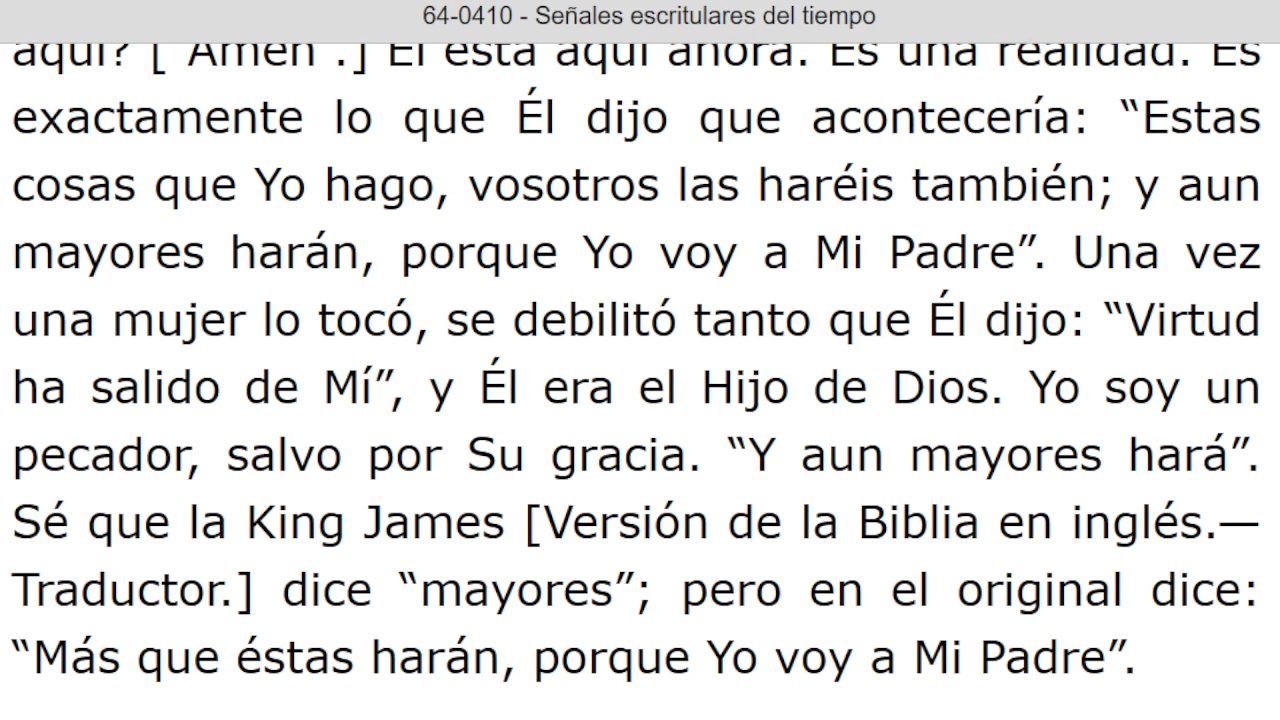 64-0410 - Señales escritulares del tiempo
aquí? [“Amén”.] Él está aquí ahora. Es una realidad. Es
exactamente lo que Él dijo que acontecería: “Estas
cosas que Yo hago, vosotros las haréis también; y aun
mayores harán, porque Yo voy a Mi Padre”. Una vez
una mujer lo tocó, se debilitó tanto que Él dijo: “Virtud
ha salido de Mí”, y Él era el Hijo de Dios. Yo soy un
pecador, salvo por Su gracia. “Y aun mayores hará”.
Sé que la King James [Versión de la Biblia en inglés.—
Traductor.] dice “mayores”; pero en el original dice:
“Más que éstas harán, porque Yo voy a Mi Padre”.